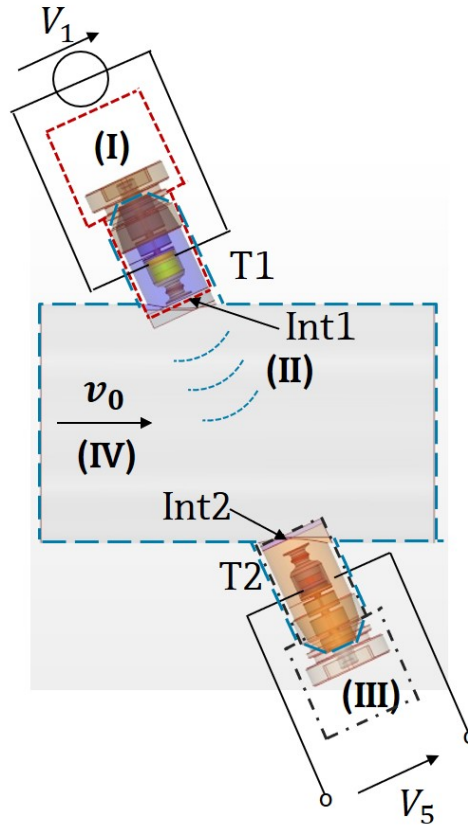 V₁
(I)
T1
Int1
(II)
v₀
(IV)
Int2
T2
(III)
V₅